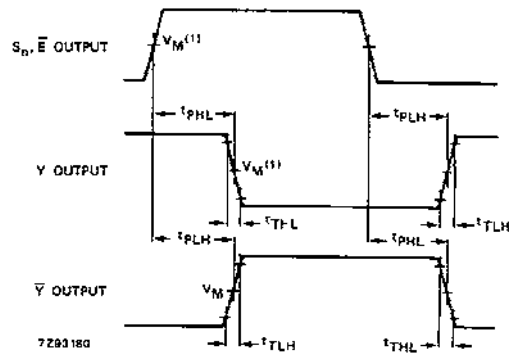 Sn, E̅ OUTPUT
VM(1)
tPHL
tPLH
Y OUTPUT
VM(1)
tTHL
tTLH
tPLH
tPHL
Y̅ OUTPUT
VM
tTLH
tTHL
7Z93180